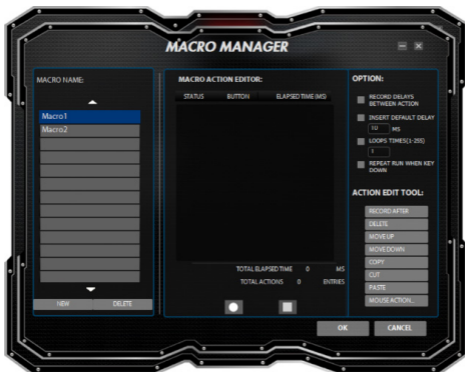 MACRO MANAGER
MACRO NAME:
Macro1
Macro2
NEW DELETE
MACRO ACTION EDITOR:
STATUS BUTTON ELAPSED TIME (MS)
TOTAL ELAPSED TIME 0 MS
TOTAL ACTIONS 0 ENTRIES
OPTION:
RECORD DELAYS
BETWEEN ACTION
INSERT DEFAULT DELAY
MS
LOOPS TIMES(1-255)
1
REPEAT RUN WHEN KEY
DOWN
ACTION EDIT TOOL:
RECORD AFTER
DELETE
MOVE UP
MOVE DOWN
COPY
CUT
PASTE
MOUSE ACTION...
OK CANCEL